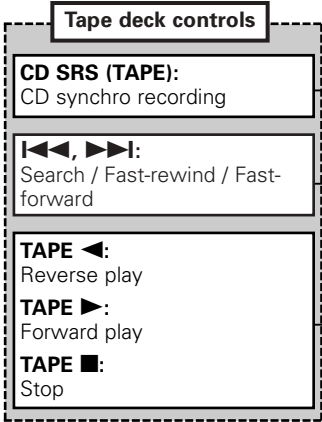 Tape deck controls
CD SRS (TAPE):
CD synchro recording
I◀◀, ▶▶I:
Search / Fast-rewind / Fast-
forward
TAPE ◀:
Reverse play
TAPE ▶:
Forward play
TAPE ■:
Stop